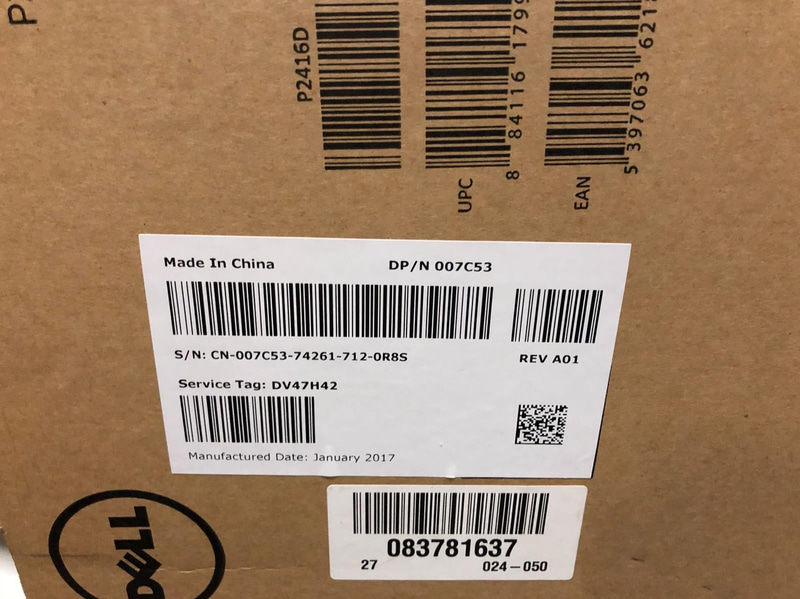 P2416D
UPC
8 84116 1799
EAN
5 397063 621
Made In China
DP/N 007C53
S/N: CN-007C53-74261-712-0R8S
REV A01
Service Tag: DV47H42
Manufactured Date: January 2017
DELL
083781637
27
024-050